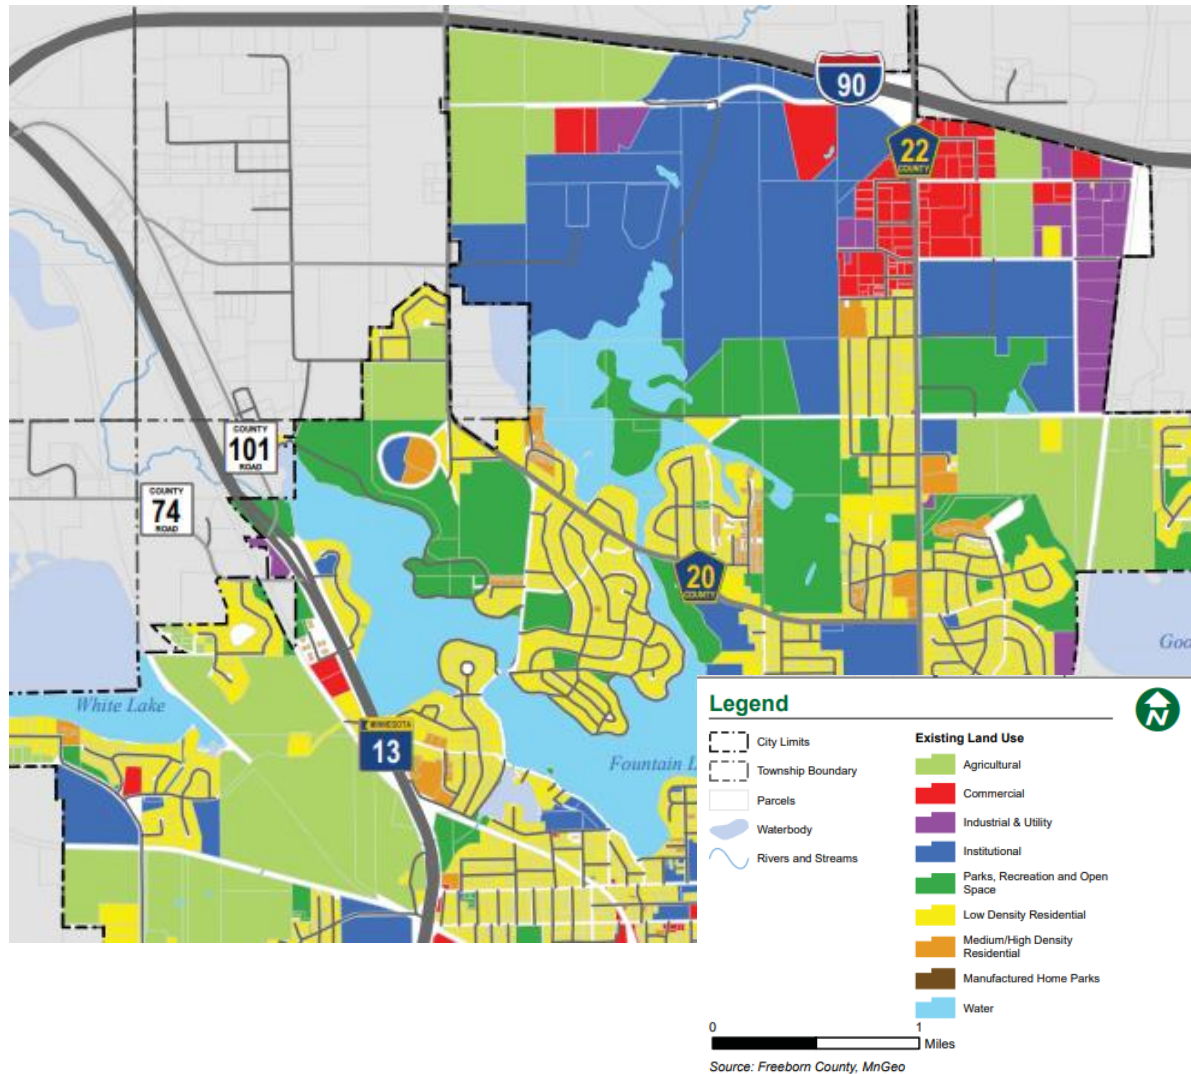 90
22
COUNTY
COUNTY
101
ROAD
COUNTY
74
ROAD
20
COUNTY
Goo
White Lake
MINNESOTA
13
Fountain L
Legend
N
City Limits
Township Boundary
Parcels
Waterbody
Rivers and Streams
Existing Land Use
Agricultural
Commercial
Industrial & Utility
Institutional
Parks, Recreation and Open
Space
Low Density Residential
Medium/High Density
Residential
Manufactured Home Parks
Water
0 1
Miles
Source: Freeborn County, MnGeo